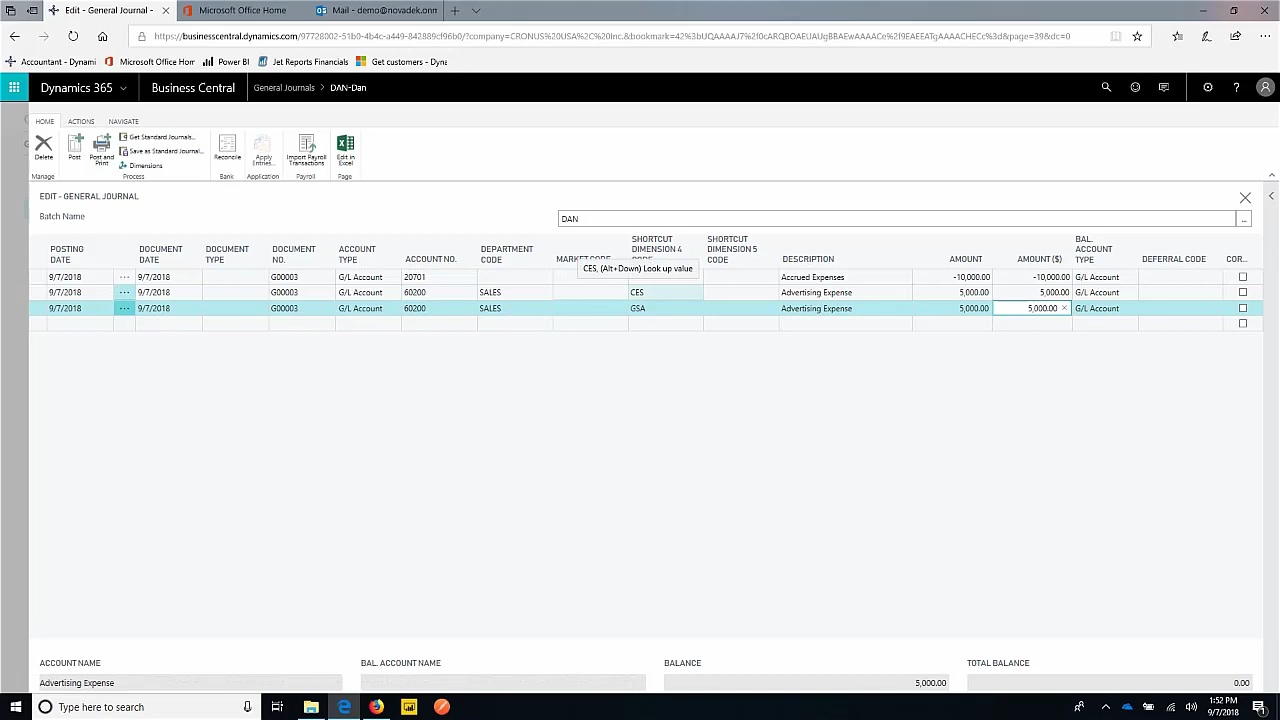 Edit - General Journal -
Microsoft Office Home
Mail - demo@novadek.onm
https://businesscentral.dynamics.com/97728002-51b0-4b4c-a449-842889cf96b0/?company=CRONUS%20USA%2C%20Inc.&bookmark=42%3bUQAAAAJ7%2f0cARQBOAEUAUgBBAEwAAAACe%2f9EAEEATgAAAACHECc%3d&page=39&dc=0
Accountant - Dynami
Microsoft Office Hom
Power BI
Jet Reports Financials
Get customers - Dyna
Dynamics 365
Business Central
General Journals > DAN-Dan
HOME ACTIONS NAVIGATE
Delete
Post
Post and Print
Get Standard Journals...
Save as Standard Journal...
Dimensions
Reconcile
Apply Entries...
Import Payroll Transactions
Edit in Excel
Manage Process Bank Application Payroll Page
EDIT - GENERAL JOURNAL
Batch Name DAN ...
POSTING DATE DOCUMENT DATE DOCUMENT TYPE DOCUMENT NO. ACCOUNT TYPE ACCOUNT NO. DEPARTMENT CODE MARKET CODE SHORTCUT DIMENSION 4 CODE SHORTCUT DIMENSION 5 CODE DESCRIPTION AMOUNT AMOUNT ($) BAL. ACCOUNT TYPE DEFERRAL CODE COR...
CES, (Alt+Down) Look up value
9/7/2018 ... 9/7/2018 G00003 G/L Account 20701 Accrued Expenses -10,000.00 -10,000.00 G/L Account
9/7/2018 ... 9/7/2018 G00003 G/L Account 60200 SALES CES Advertising Expense 5,000.00 5,000.00 G/L Account
9/7/2018 ... 9/7/2018 G00003 G/L Account 60200 SALES GSA Advertising Expense 5,000.00 5,000.00 G/L Account
ACCOUNT NAME BAL. ACCOUNT NAME BALANCE TOTAL BALANCE
Advertising Expense 5,000.00 0.00
Type here to search
1:52 PM
9/7/2018